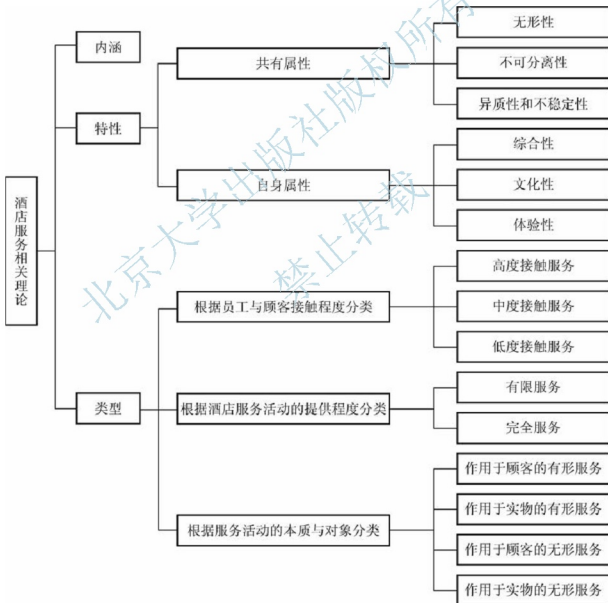 酒店服务相关理论
内涵
特性
共有属性
无形性
不可分离性
异质性和不稳定性
自身属性
综合性
文化性
体验性
类型
根据员工与顾客接触程度分类
高度接触服务
中度接触服务
低度接触服务
根据酒店服务活动的提供程度分类
有限服务
完全服务
根据服务活动的本质与对象分类
作用于顾客的有形服务
作用于实物的有形服务
作用于顾客的无形服务
作用于实物的无形服务
北京大学出版社版权所有
禁止转载